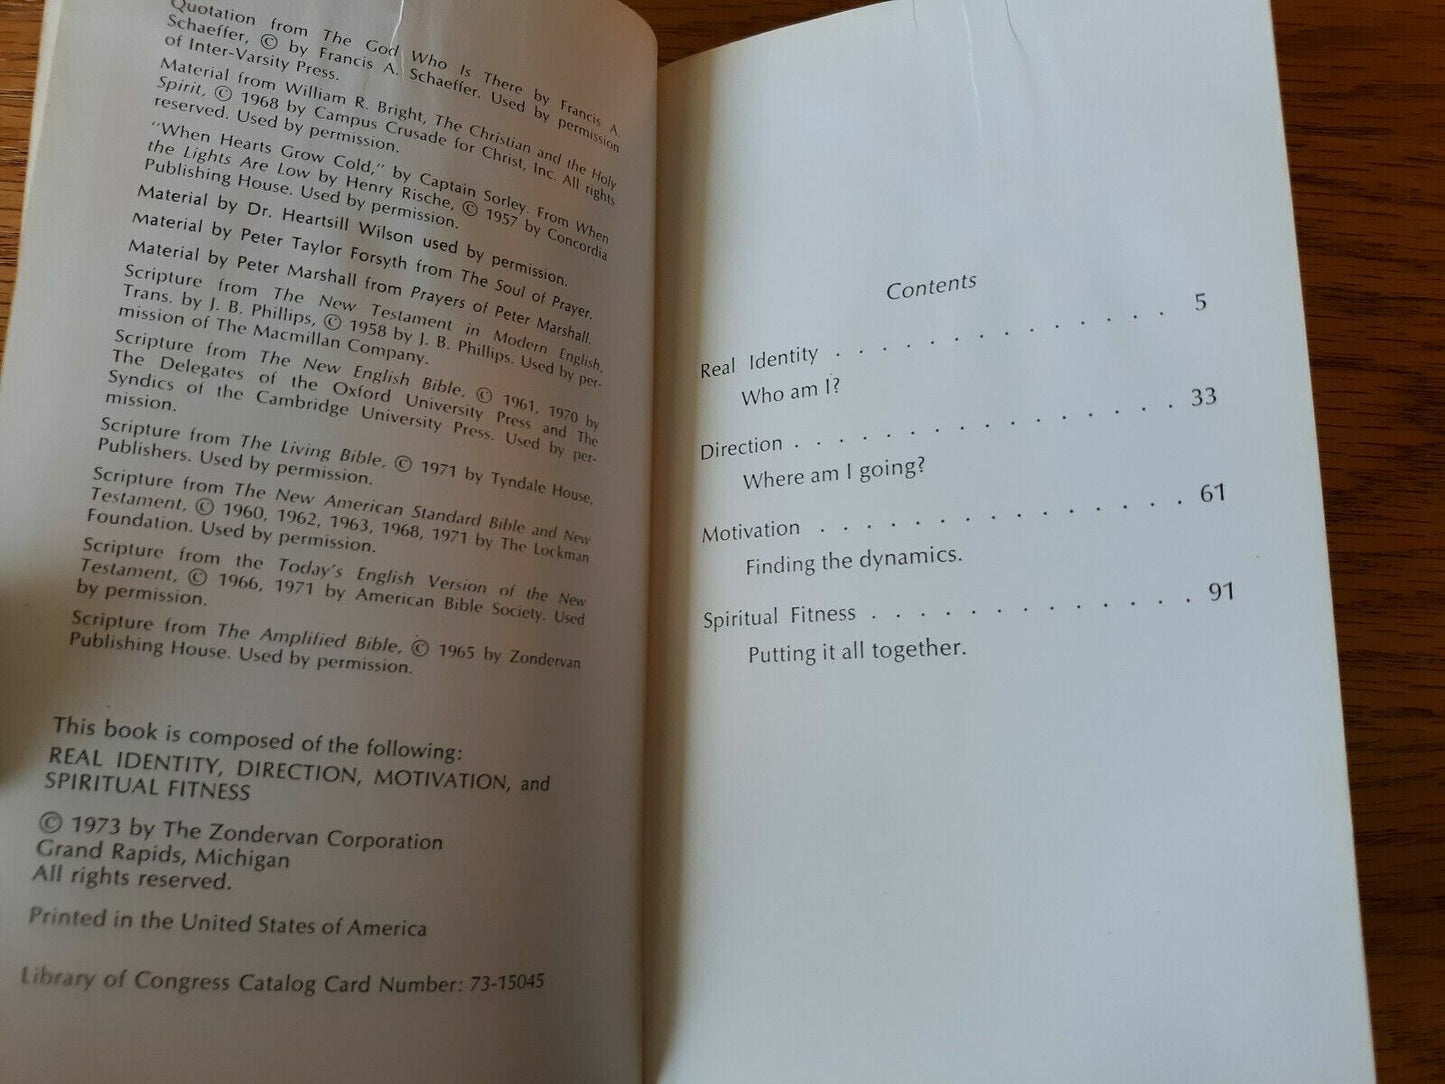 Quotation from The God Who Is There by Francis A.
Schaeffer, © by Francis A. Schaeffer. Used by permission
of Inter-Varsity Press.
Material from William R. Bright, The Christian and the Holy
Spirit, © 1968 by Campus Crusade for Christ, Inc. All rights
reserved. Used by permission.
"When Hearts Grow Cold," by Captain Sorley. From When
the Lights Are Low by Henry Rische, © 1957 by Concordia
Publishing House. Used by permission.
Material by Dr. Heartsill Wilson used by permission.
Material by Peter Taylor Forsyth from The Soul of Prayer.
Material by Peter Marshall from Prayers of Peter Marshall.
Scripture from The New Testament in Modern English,
Trans. by J. B. Phillips, © 1958 by J. B. Phillips. Used by per-
mission of The Macmillan Company.
Scripture from The New English Bible, © 1961, 1970 by
The Delegates of the Oxford University Press and The
Syndics of the Cambridge University Press. Used by per-
mission.
Scripture from The Living Bible, © 1971 by Tyndale House,
Publishers. Used by permission.
Scripture from The New American Standard Bible and New
Testament, © 1960, 1962, 1963, 1968, 1971 by The Lockman
Foundation. Used by permission.
Scripture from the Today's English Version of the New
Testament, © 1966, 1971 by American Bible Society. Used
by permission.
Scripture from The Amplified Bible, © 1965 by Zondervan
Publishing House. Used by permission.
This book is composed of the following:
REAL IDENTITY, DIRECTION, MOTIVATION, and
SPIRITUAL FITNESS
© 1973 by The Zondervan Corporation
Grand Rapids, Michigan
All rights reserved.
Printed in the United States of America
Library of Congress Catalog Card Number: 73-15045
Contents
Real Identity . . . . . . . . . . . . . . . 5
Who am I?
Direction . . . . . . . . . . . . . . . . . 33
Where am I going?
Motivation . . . . . . . . . . . . . . . . 61
Finding the dynamics.
Spiritual Fitness . . . . . . . . . . . . . . 91
Putting it all together.